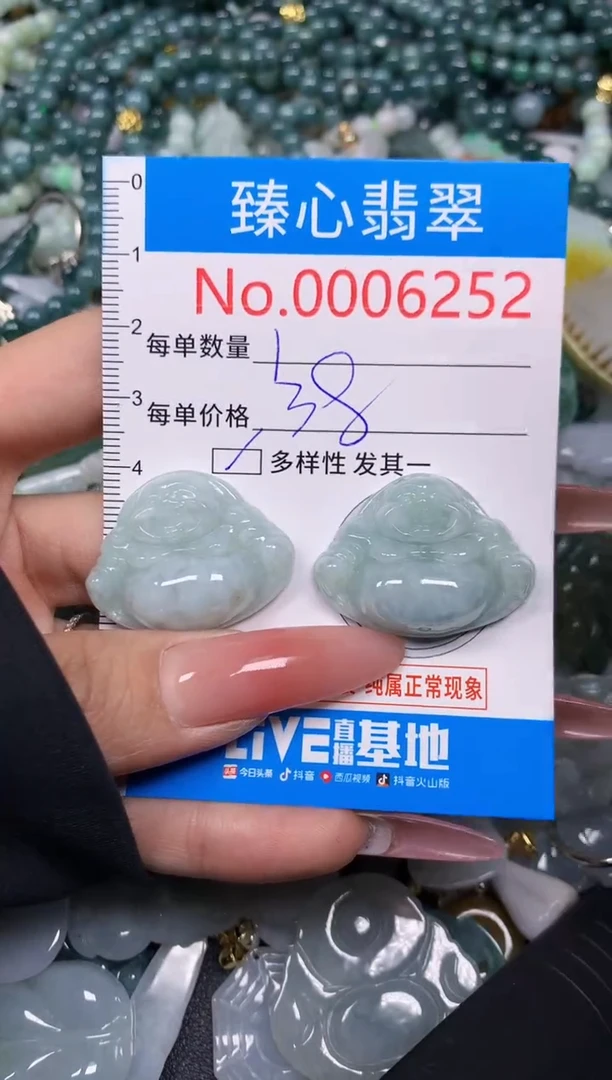 0
臻心翡翠
1
No.0006252
2
每单数量
3
每单价格 38
4
多样性 发其一
纯属正常现象
LIVE直播基地
头条 今日头条 抖音 西瓜视频 抖音火山版